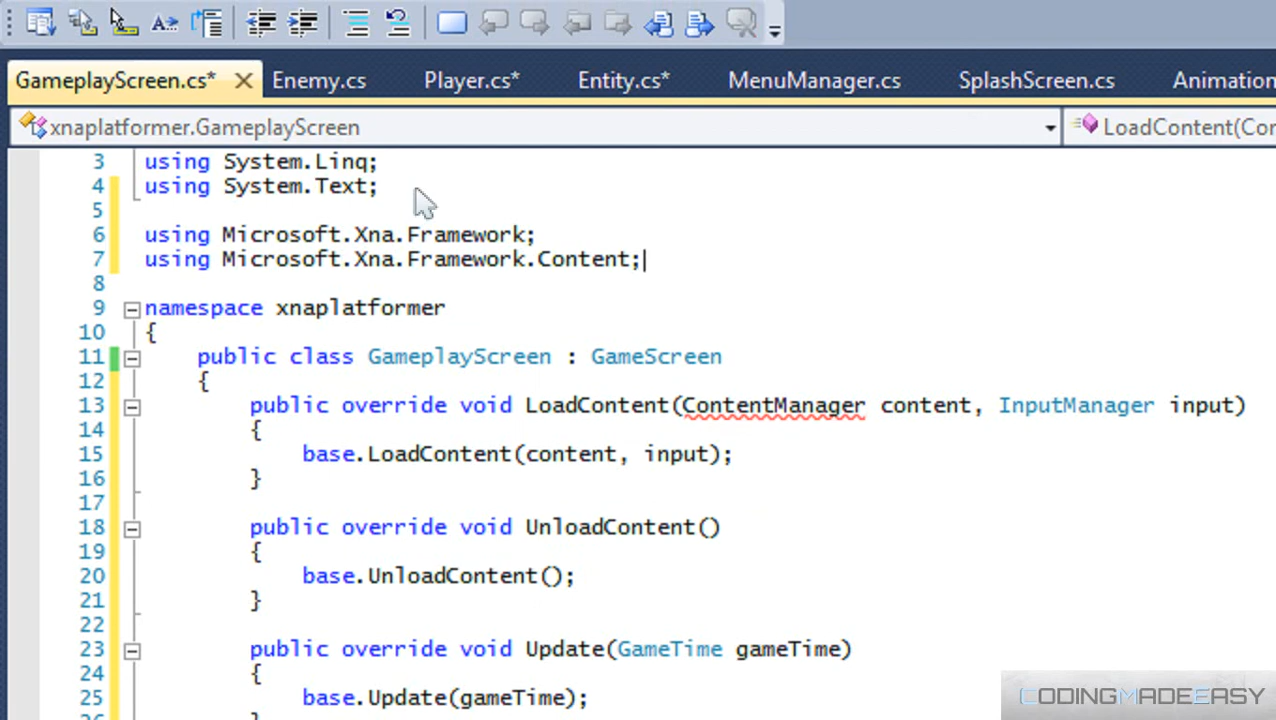 GameplayScreen.cs* Enemy.cs Player.cs* Entity.cs* MenuManager.cs SplashScreen.cs Animation
xnaplatformer.GameplayScreen LoadContent(Cor
3 using System.Linq;
4 using System.Text;
5
6 using Microsoft.Xna.Framework;
7 using Microsoft.Xna.Framework.Content;
8
9 namespace xnaplatformer
10 {
11 public class GameplayScreen : GameScreen
12 {
13 public override void LoadContent(ContentManager content, InputManager input)
14 {
15 base.LoadContent(content, input);
16 }
17
18 public override void UnloadContent()
19 {
20 base.UnloadContent();
21 }
22
23 public override void Update(GameTime gameTime)
24 {
25 base.Update(gameTime);
CODINGMADEEASY